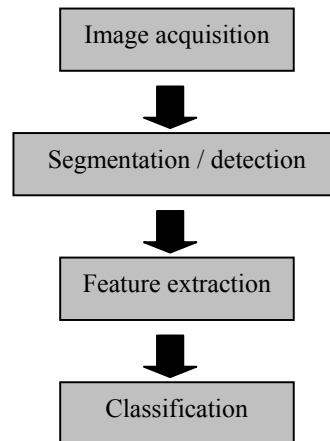 Image acquisition
Segmentation / detection
Feature extraction
Classification